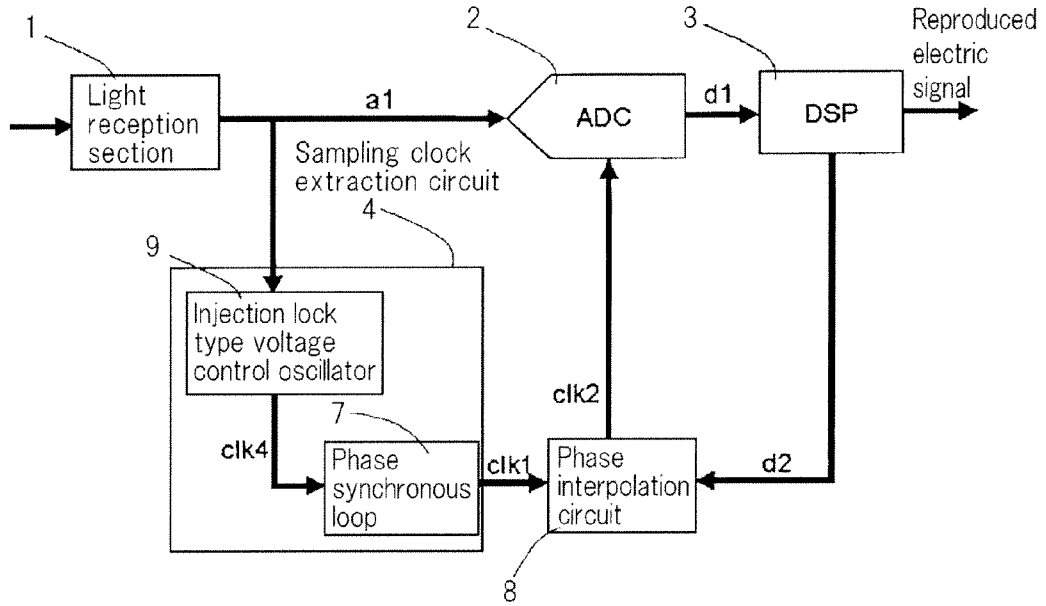 1
2
3
Reproduced
electric
signal
Light
reception
section
a1
ADC
d1
DSP
Sampling clock
extraction circuit
4
9
Injection lock
type voltage
control oscillator
clk4
7
Phase
synchronous
loop
clk1
clk2
Phase
interpolation
circuit
d2
8